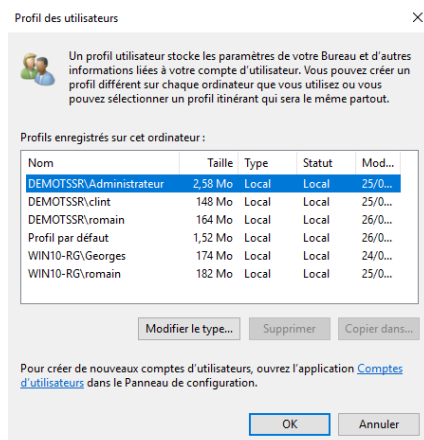 Profil des utilisateurs
Un profil utilisateur stocke les paramètres de votre Bureau et d'autres
informations liées à votre compte d'utilisateur. Vous pouvez créer un
profil différent sur chaque ordinateur que vous utilisez ou vous
pouvez sélectionner un profil itinérant qui sera le même partout.
Profils enregistrés sur cet ordinateur :
Nom Taille Type Statut Mod...
DEMOTSSR\Administrateur 2,58 Mo Local Local 25/0...
DEMOTSSR\clint 148 Mo Local Local 25/0...
DEMOTSSR\romain 164 Mo Local Local 26/0...
Profil par défaut 1,52 Mo Local Local 26/0...
WIN10-RG\Georges 174 Mo Local Local 24/0...
WIN10-RG\romain 182 Mo Local Local 25/0...
Modifier le type... Supprimer Copier dans...
Pour créer de nouveaux comptes d'utilisateurs, ouvrez l'application Comptes
d'utilisateurs dans le Panneau de configuration.
OK Annuler